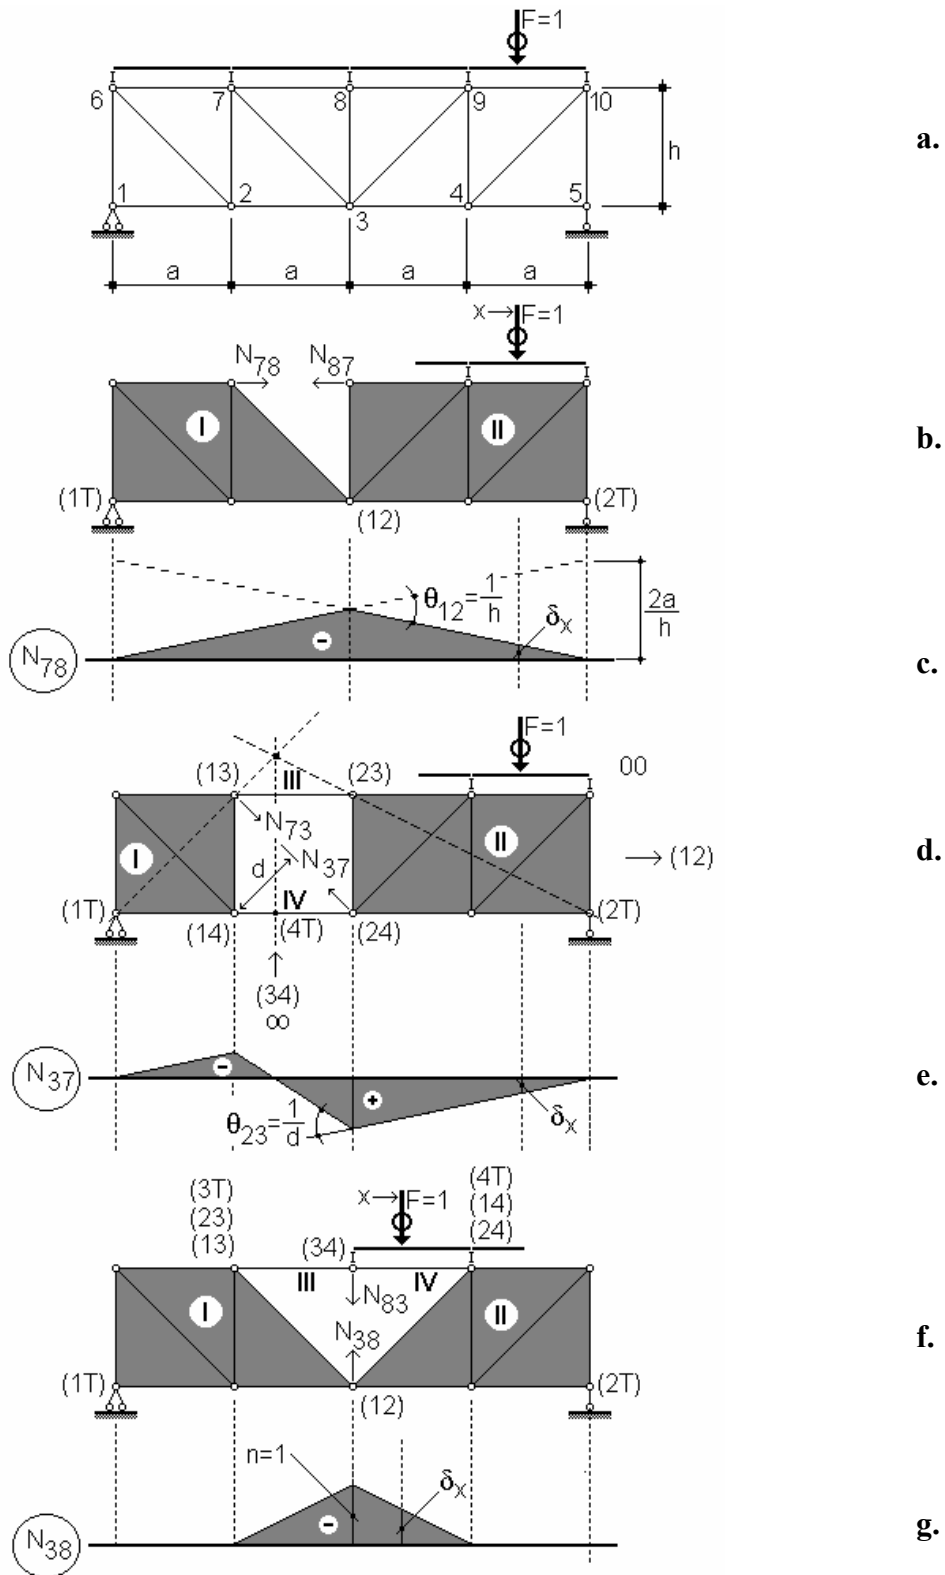 F=1
6 7 8 9 10
h
a.
1 2 3 4 5
a a a a
x→ F=1
N78 N87
I II
b.
(1T) (12) (2T)
θ12=1/h
δx
2a/h
N78
-
c.
F=1
III
(13) (23) 00
N73
I d N37 II
→(12)
d.
IV
(1T) (14) (4T) (24) (2T)
(34)
∞
N37
-
+
θ23=1/d
δx
e.
(3T) (4T)
(23) x→ F=1 (14)
(13) (34) (24)
III IV
I N83 II
N38
f.
(1T) (12) (2T)
n=1
δx
-
N38
g.